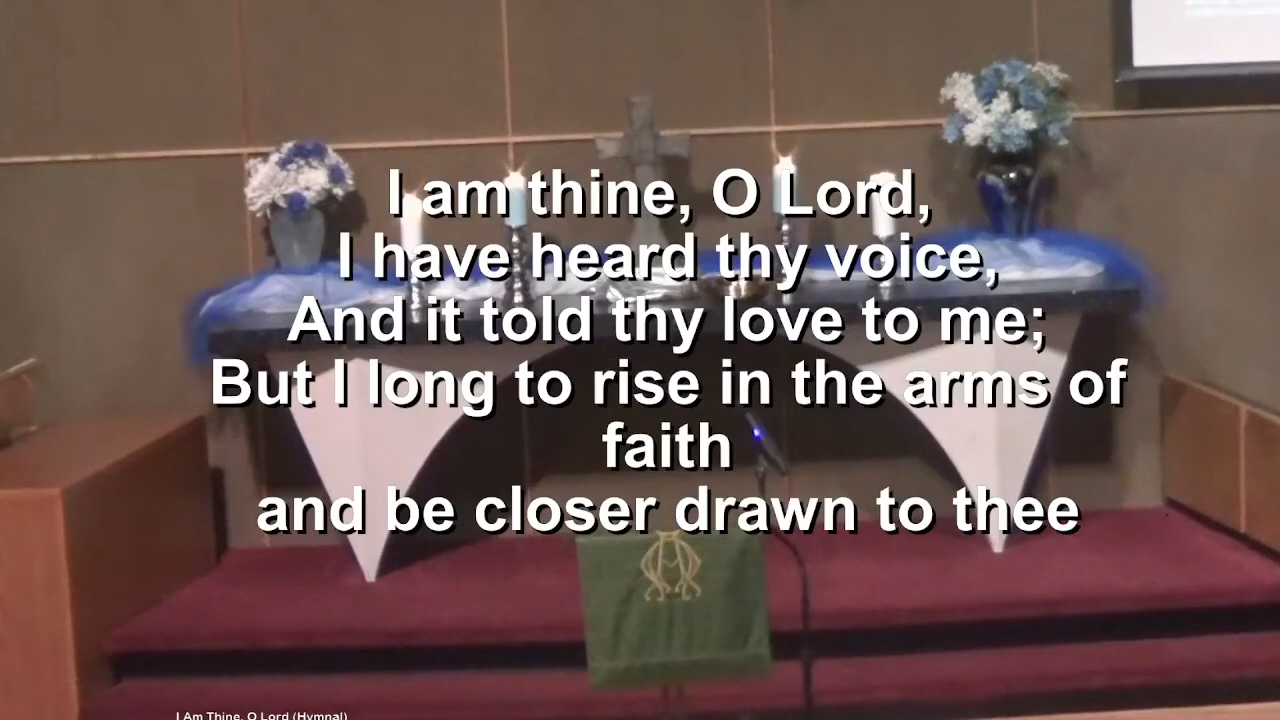 I am thine, O Lord,
I have heard thy voice,
And it told thy love to me;
But I long to rise in the arms of
faith
and be closer drawn to thee
I Am Thine, O Lord (Hymnal)